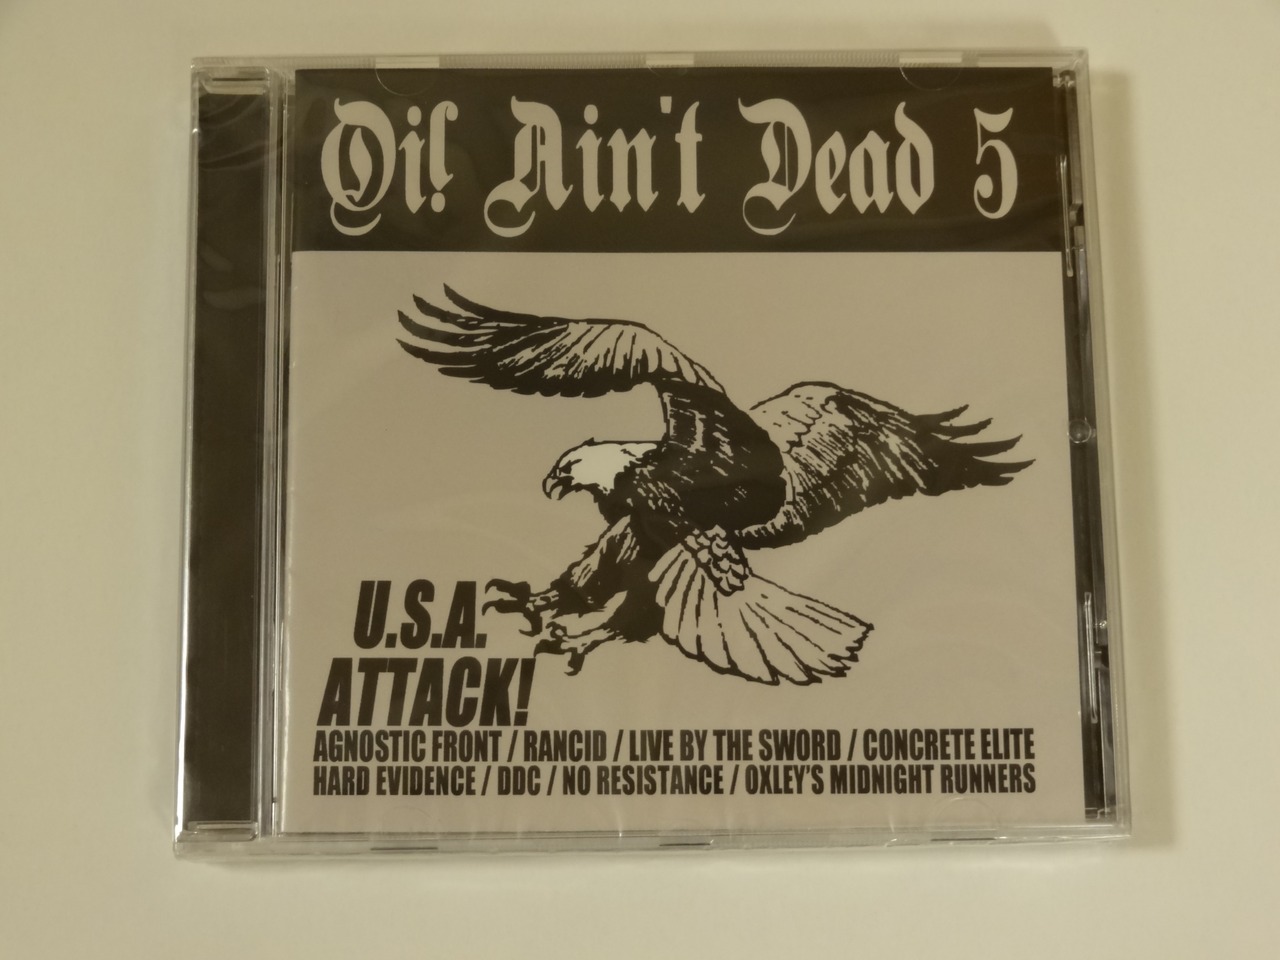 Oi! Ain't Dead 5
U.S.A.
ATTACK!
AGNOSTIC FRONT / RANCID / LIVE BY THE SWORD / CONCRETE ELITE
HARD EVIDENCE / DDC / NO RESISTANCE / OXLEY'S MIDNIGHT RUNNERS